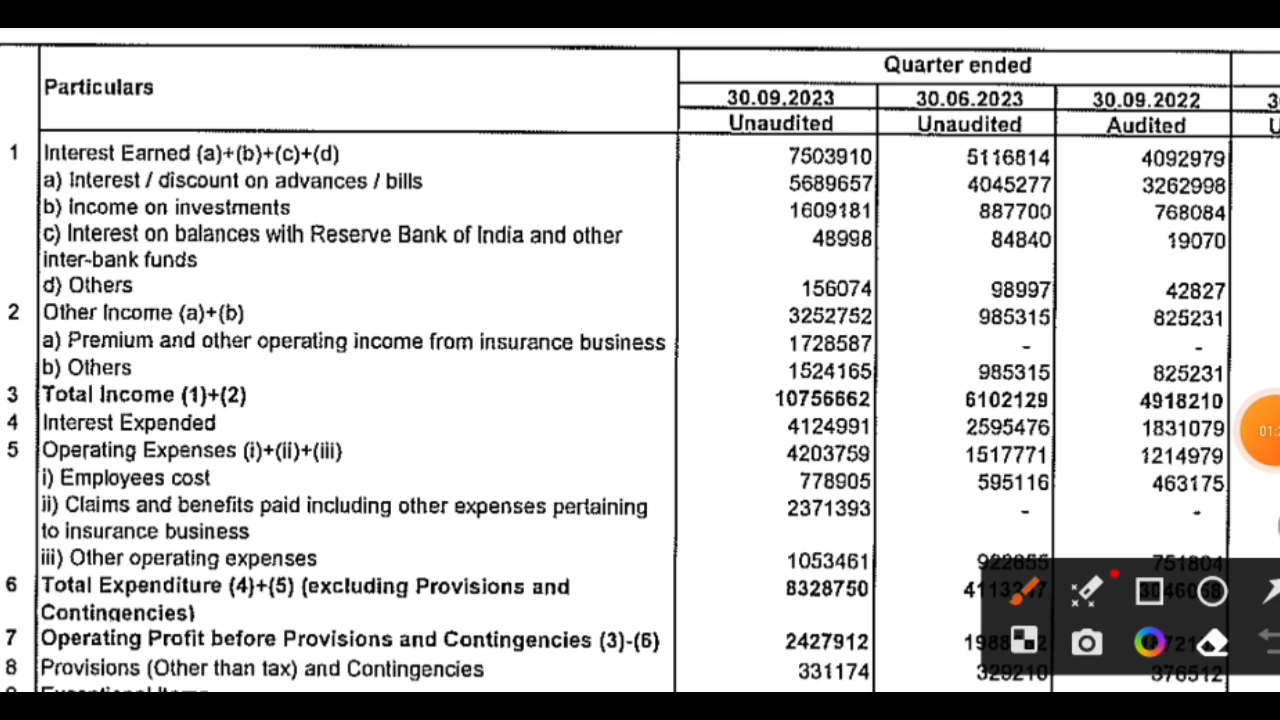 Quarter ended
Particulars 30.09.2023 30.06.2023 30.09.2022
Unaudited Unaudited Audited
1 Interest Earned (a)+(b)+(c)+(d) 7503910 5116814 4092979
a) Interest / discount on advances / bills 5689657 4045277 3262998
b) Income on investments 1609181 887700 768084
c) Interest on balances with Reserve Bank of India and other 48998 84840 19070
inter-bank funds
d) Others 156074 98997 42827
2 Other Income (a)+(b) 3252752 985315 825231
a) Premium and other operating income from insurance business 1728587 - -
b) Others 1524165 985315 825231
3 Total Income (1)+(2) 10756662 6102129 4918210
4 Interest Expended 4124991 2595476 1831079
5 Operating Expenses (i)+(ii)+(iii) 4203759 1517771 1214979
i) Employees cost 778905 595116 463175
ii) Claims and benefits paid including other expenses pertaining 2371393 - -
to insurance business
iii) Other operating expenses 1053461 922655 751804
6 Total Expenditure (4)+(5) (excluding Provisions and 8328750
Contingencies)
7 Operating Profit before Provisions and Contingencies (3)-(6) 2427912
8 Provisions (Other than tax) and Contingencies 331174 329210 376512